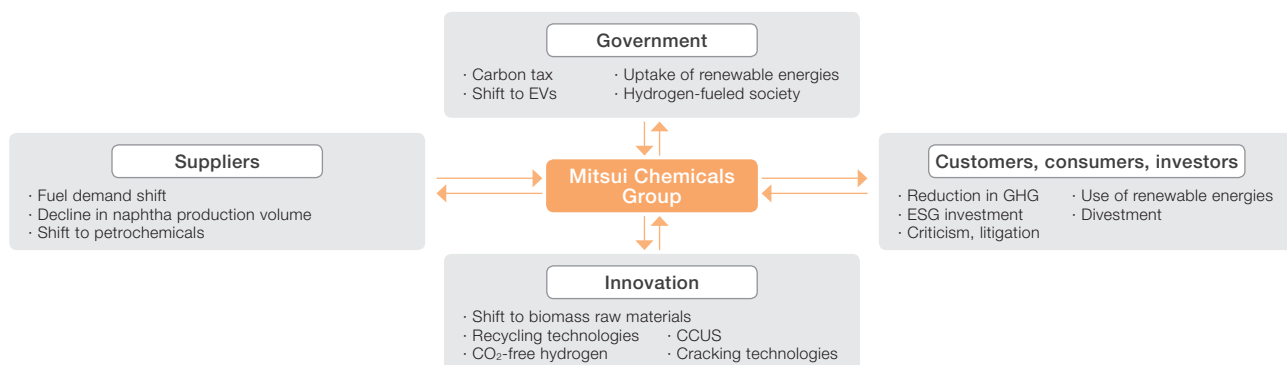 Government
· Carbon tax
· Shift to EVs
· Uptake of renewable energies
· Hydrogen-fueled society
Suppliers
· Fuel demand shift
· Decline in naphtha production volume
· Shift to petrochemicals
Mitsui Chemicals
Group
Customers, consumers, investors
· Reduction in GHG
· ESG investment
· Criticism, litigation
· Use of renewable energies
· Divestment
Innovation
· Shift to biomass raw materials
· Recycling technologies
· CO₂-free hydrogen
· CCUS
· Cracking technologies